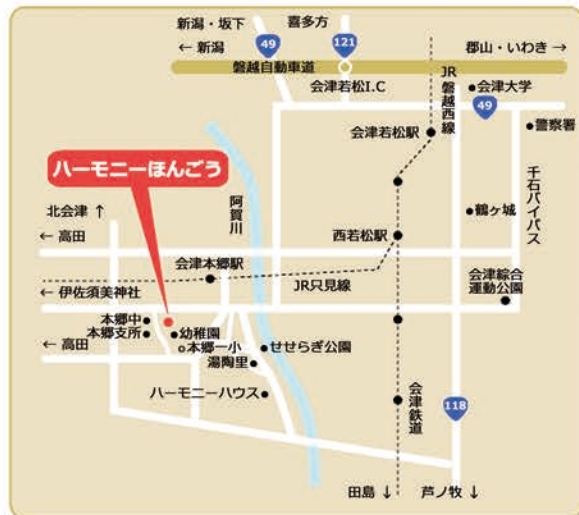 新潟・坂下
喜多方
← 新潟
49
121
郡山・いわき →
磐越自動車道
会津若松I.C
JR磐越西線
会津大学
49
警察署
会津若松駅
ハーモニーほんごう
千石バイパス
北会津 ↑
阿賀川
鶴ヶ城
← 高田
西若松駅
会津本郷駅
会津綜合
運動公園
← 伊佐須美神社
JR只見線
本郷中
本郷支所
幼稚園
← 高田
本郷一小
せせらぎ公園
湯陶里
ハーモニーハウス
会津鉄道
118
田島 ↓
芦ノ牧 ↓